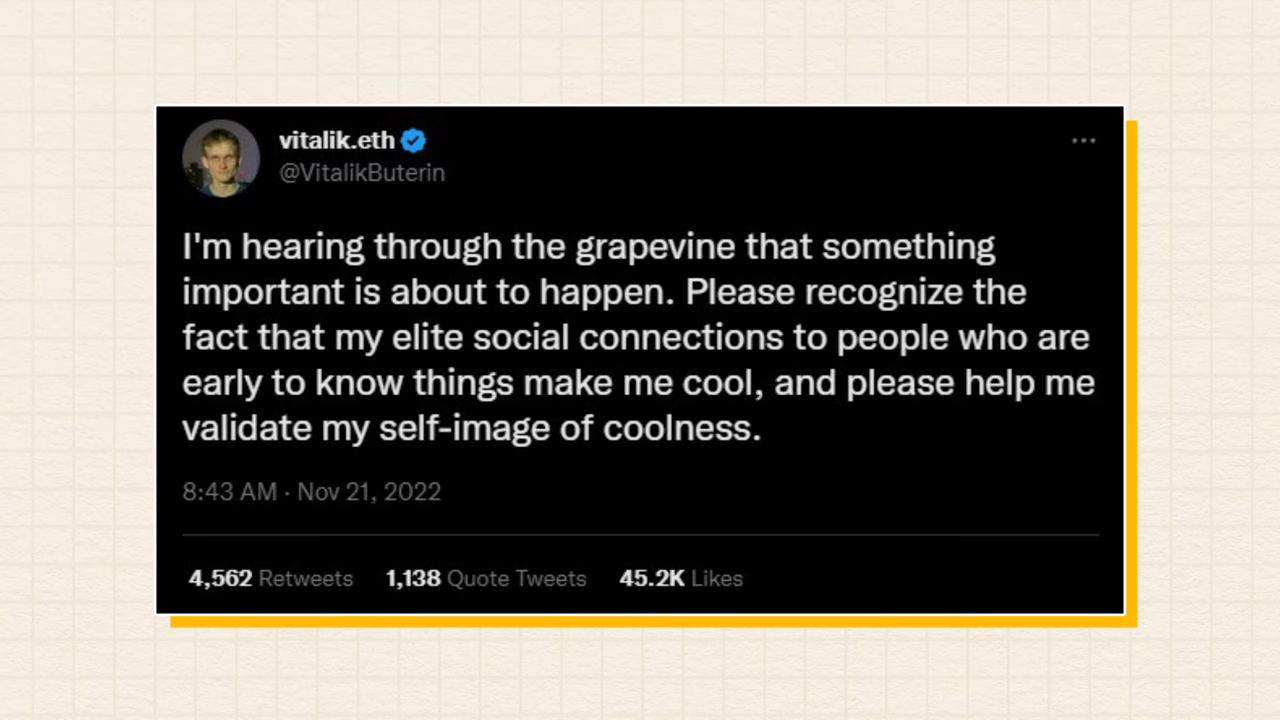 vitalik.eth
@VitalikButerin
I'm hearing through the grapevine that something
important is about to happen. Please recognize the
fact that my elite social connections to people who are
early to know things make me cool, and please help me
validate my self-image of coolness.
8:43 AM · Nov 21, 2022
4,562 Retweets 1,138 Quote Tweets 45.2K Likes